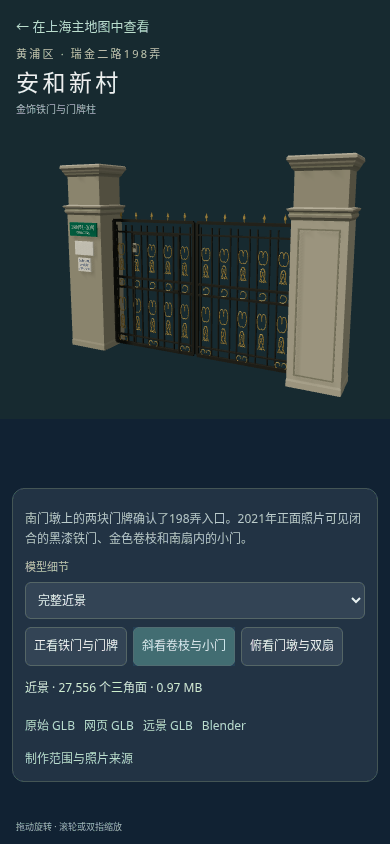 ← 在上海主地图中查看
黄浦区 · 瑞金二路198弄
安和新村
金饰铁门与门牌柱
南门墩上的两块门牌确认了198弄入口。2021年正面照片可见闭
合的黑漆铁门、金色卷枝和南扇内的小门。
模型细节
完整近景
正看铁门与门牌
斜看卷枝与小门
俯看门墩与双扇
近景 · 27,556 个三角面 · 0.97 MB
原始 GLB 网页 GLB 远景 GLB Blender
制作范围与照片来源
拖动旋转 · 滚轮或双指缩放